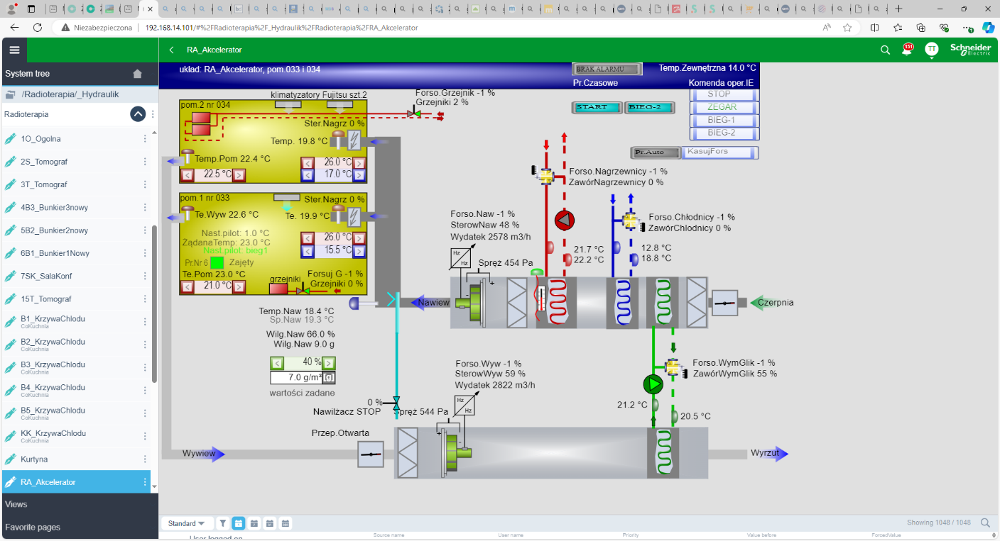 Niezabezpieczona
192.168.14.101/#%2FRadioterapia%2F_Hydraulik%2FRadioterapia%2FRA_Akcelerator
RA_Akcelerator
151
TT
Schneider
Electric
System tree
/Radioterapia/_Hydraulik
Radioterapia
1O_Ogolna
2S_Tomograf
3T_Tomograf
4B3_Bunkier3nowy
5B2_Bunkier2nowy
6B1_Bunkier1Nowy
7SK_SalaKonf
15T_Tomograf
B1_KrzywaChlodu
CoKuchnia
B2_KrzywaChlodu
CoKuchnia
B3_KrzywaChlodu
CoKuchnia
B4_KrzywaChlodu
CoKuchnia
B5_KrzywaChlodu
CoKuchnia
KK_KrzywaChlodu
CoKuchnia
Kurtyna
RA_Akcelerator
Views
Favorite pages
układ: RA_Akcelerator, pom.033 i 034
BRAK ALARMU
Temp.Zewnętrzna 14.0 °C
Pr.Czasowe
Komenda oper.IE
START
BIEG-2
STOP
ZEGAR
BIEG-1
BIEG-2
Pr.Auto
KasujFors
klimatyzatory Fujitsu szt.2
Forso.Grzejnik -1 %
Grzejniki 2 %
pom.2 nr 034
Ster.Nagrz 0 %
Temp. 19.8 °C
Temp.Pom 22.4 °C
26.0 °C
22.5 °C
17.0 °C
pom.1 nr 033
Ster.Nagrz 0 %
Te.Wyw 22.6 °C
Te. 19.9 °C
Nast.pilot: 1.0 °C
ŻądanaTemp: 23.0 °C
Nast.pilot: bieg1
26.0 °C
15.5 °C
Pr.Nr 6
Zajęty
Te.Pom 23.0 °C
21.0 °C
grzejniki
Forsuj G -1 %
Grzejniki 0 %
Forso.Nagrzewnicy -1 %
ZawórNagrzewnicy 0 %
Forso.Naw -1 %
SterowNaw 48 %
Wydatek 2578 m3/h
Forso.Chłodnicy -1 %
ZawórChlodnicy 0 %
Hz
Hz
Spręż 454 Pa
21.7 °C
22.2 °C
12.8 °C
18.8 °C
- +
Nawiew
Czerpnia
Temp.Naw 18.4 °C
Sp.Naw 19.3 °C
Wilg.Naw 66.0 %
Wilg.Naw 9.0 g
40 %
7.0 g/m³
[g]
wartości zadane
Forso.Wyw -1 %
SterowWyw 59 %
Wydatek 2822 m3/h
Forso.WymGlik -1 %
ZawórWymGlik 55 %
0 %
Nawilżacz STOP
Spręż 544 Pa
Hz
Hz
21.2 °C
20.5 °C
Przep.Otwarta
+ -
Wywiew
Wyrzut
Standard
Showing 1048 / 1048
Source name
User name
Priority
Value before
ForcedValue
User logged on